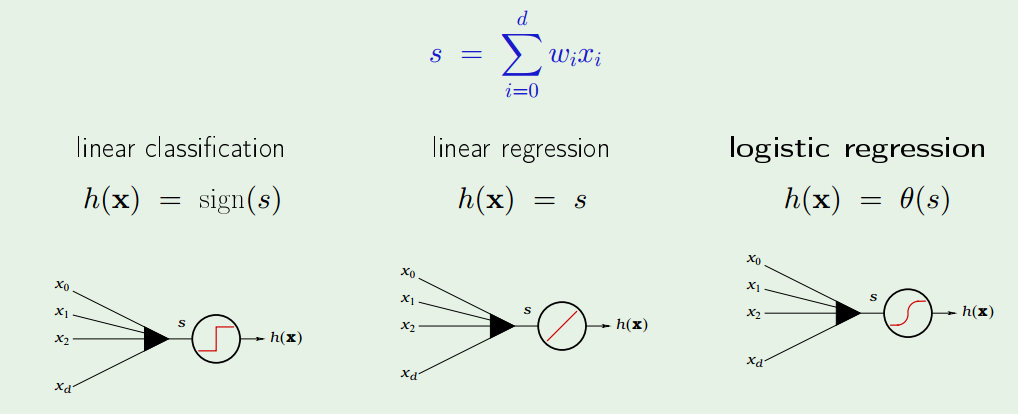 s = ∑_{i=0}^{d} w_i x_i
linear classification
h(𝐱) = sign(s)
x_0
x_1
x_2
x_d
s
h(𝐱)
linear regression
h(𝐱) = s
x_0
x_1
x_2
x_d
s
h(𝐱)
logistic regression
h(𝐱) = θ(s)
x_0
x_1
x_2
x_d
s
h(𝐱)